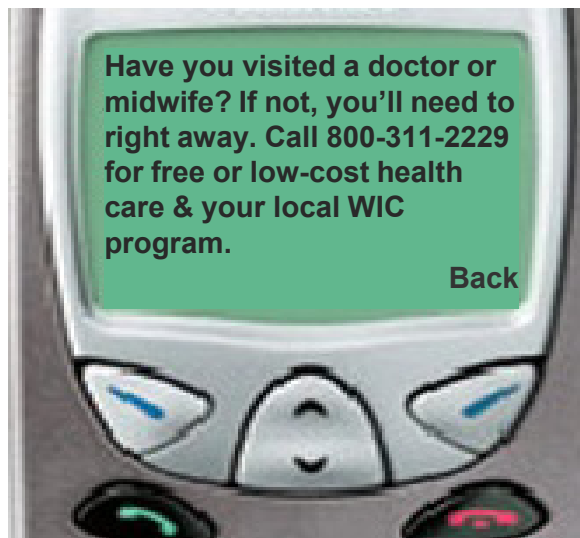 Have you visited a doctor or
midwife? If not, you'll need to
right away. Call 800-311-2229
for free or low-cost health
care & your local WIC
program.
Back